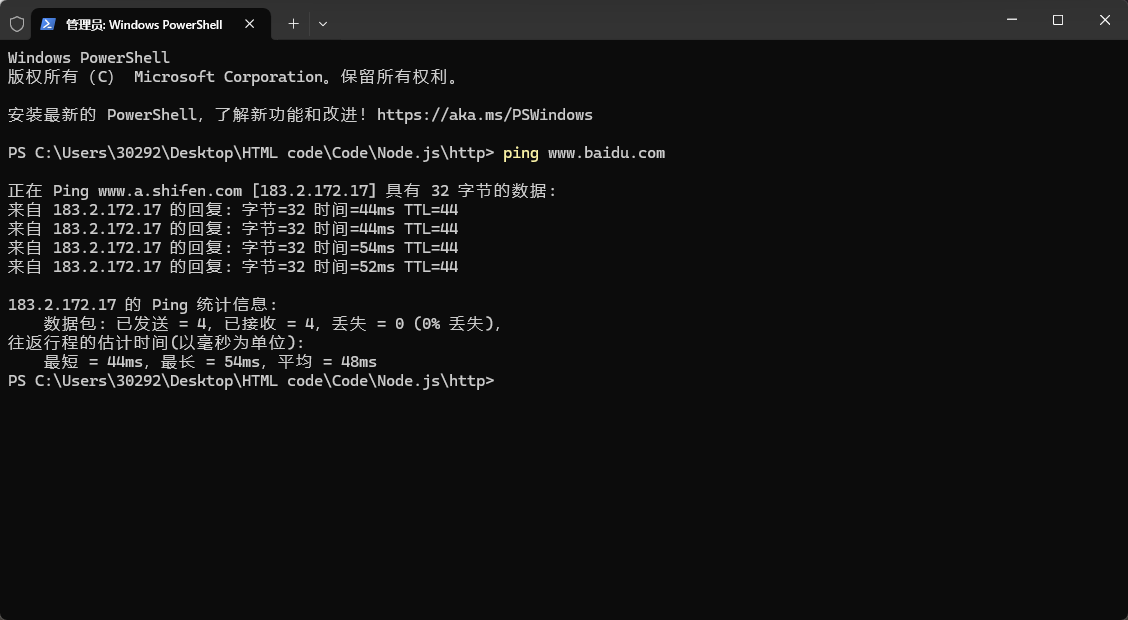 管理员: Windows PowerShell
Windows PowerShell
版权所有 (C) Microsoft Corporation。保留所有权利。
安装最新的 PowerShell，了解新功能和改进！https://aka.ms/PSWindows
PS C:\Users\30292\Desktop\HTML code\Code\Node.js\http> ping www.baidu.com
正在 Ping www.a.shifen.com [183.2.172.17] 具有 32 字节的数据:
来自 183.2.172.17 的回复: 字节=32 时间=44ms TTL=44
来自 183.2.172.17 的回复: 字节=32 时间=44ms TTL=44
来自 183.2.172.17 的回复: 字节=32 时间=54ms TTL=44
来自 183.2.172.17 的回复: 字节=32 时间=52ms TTL=44
183.2.172.17 的 Ping 统计信息:
数据包: 已发送 = 4，已接收 = 4，丢失 = 0 (0% 丢失)，
往返行程的估计时间(以毫秒为单位):
最短 = 44ms，最长 = 54ms，平均 = 48ms
PS C:\Users\30292\Desktop\HTML code\Code\Node.js\http>